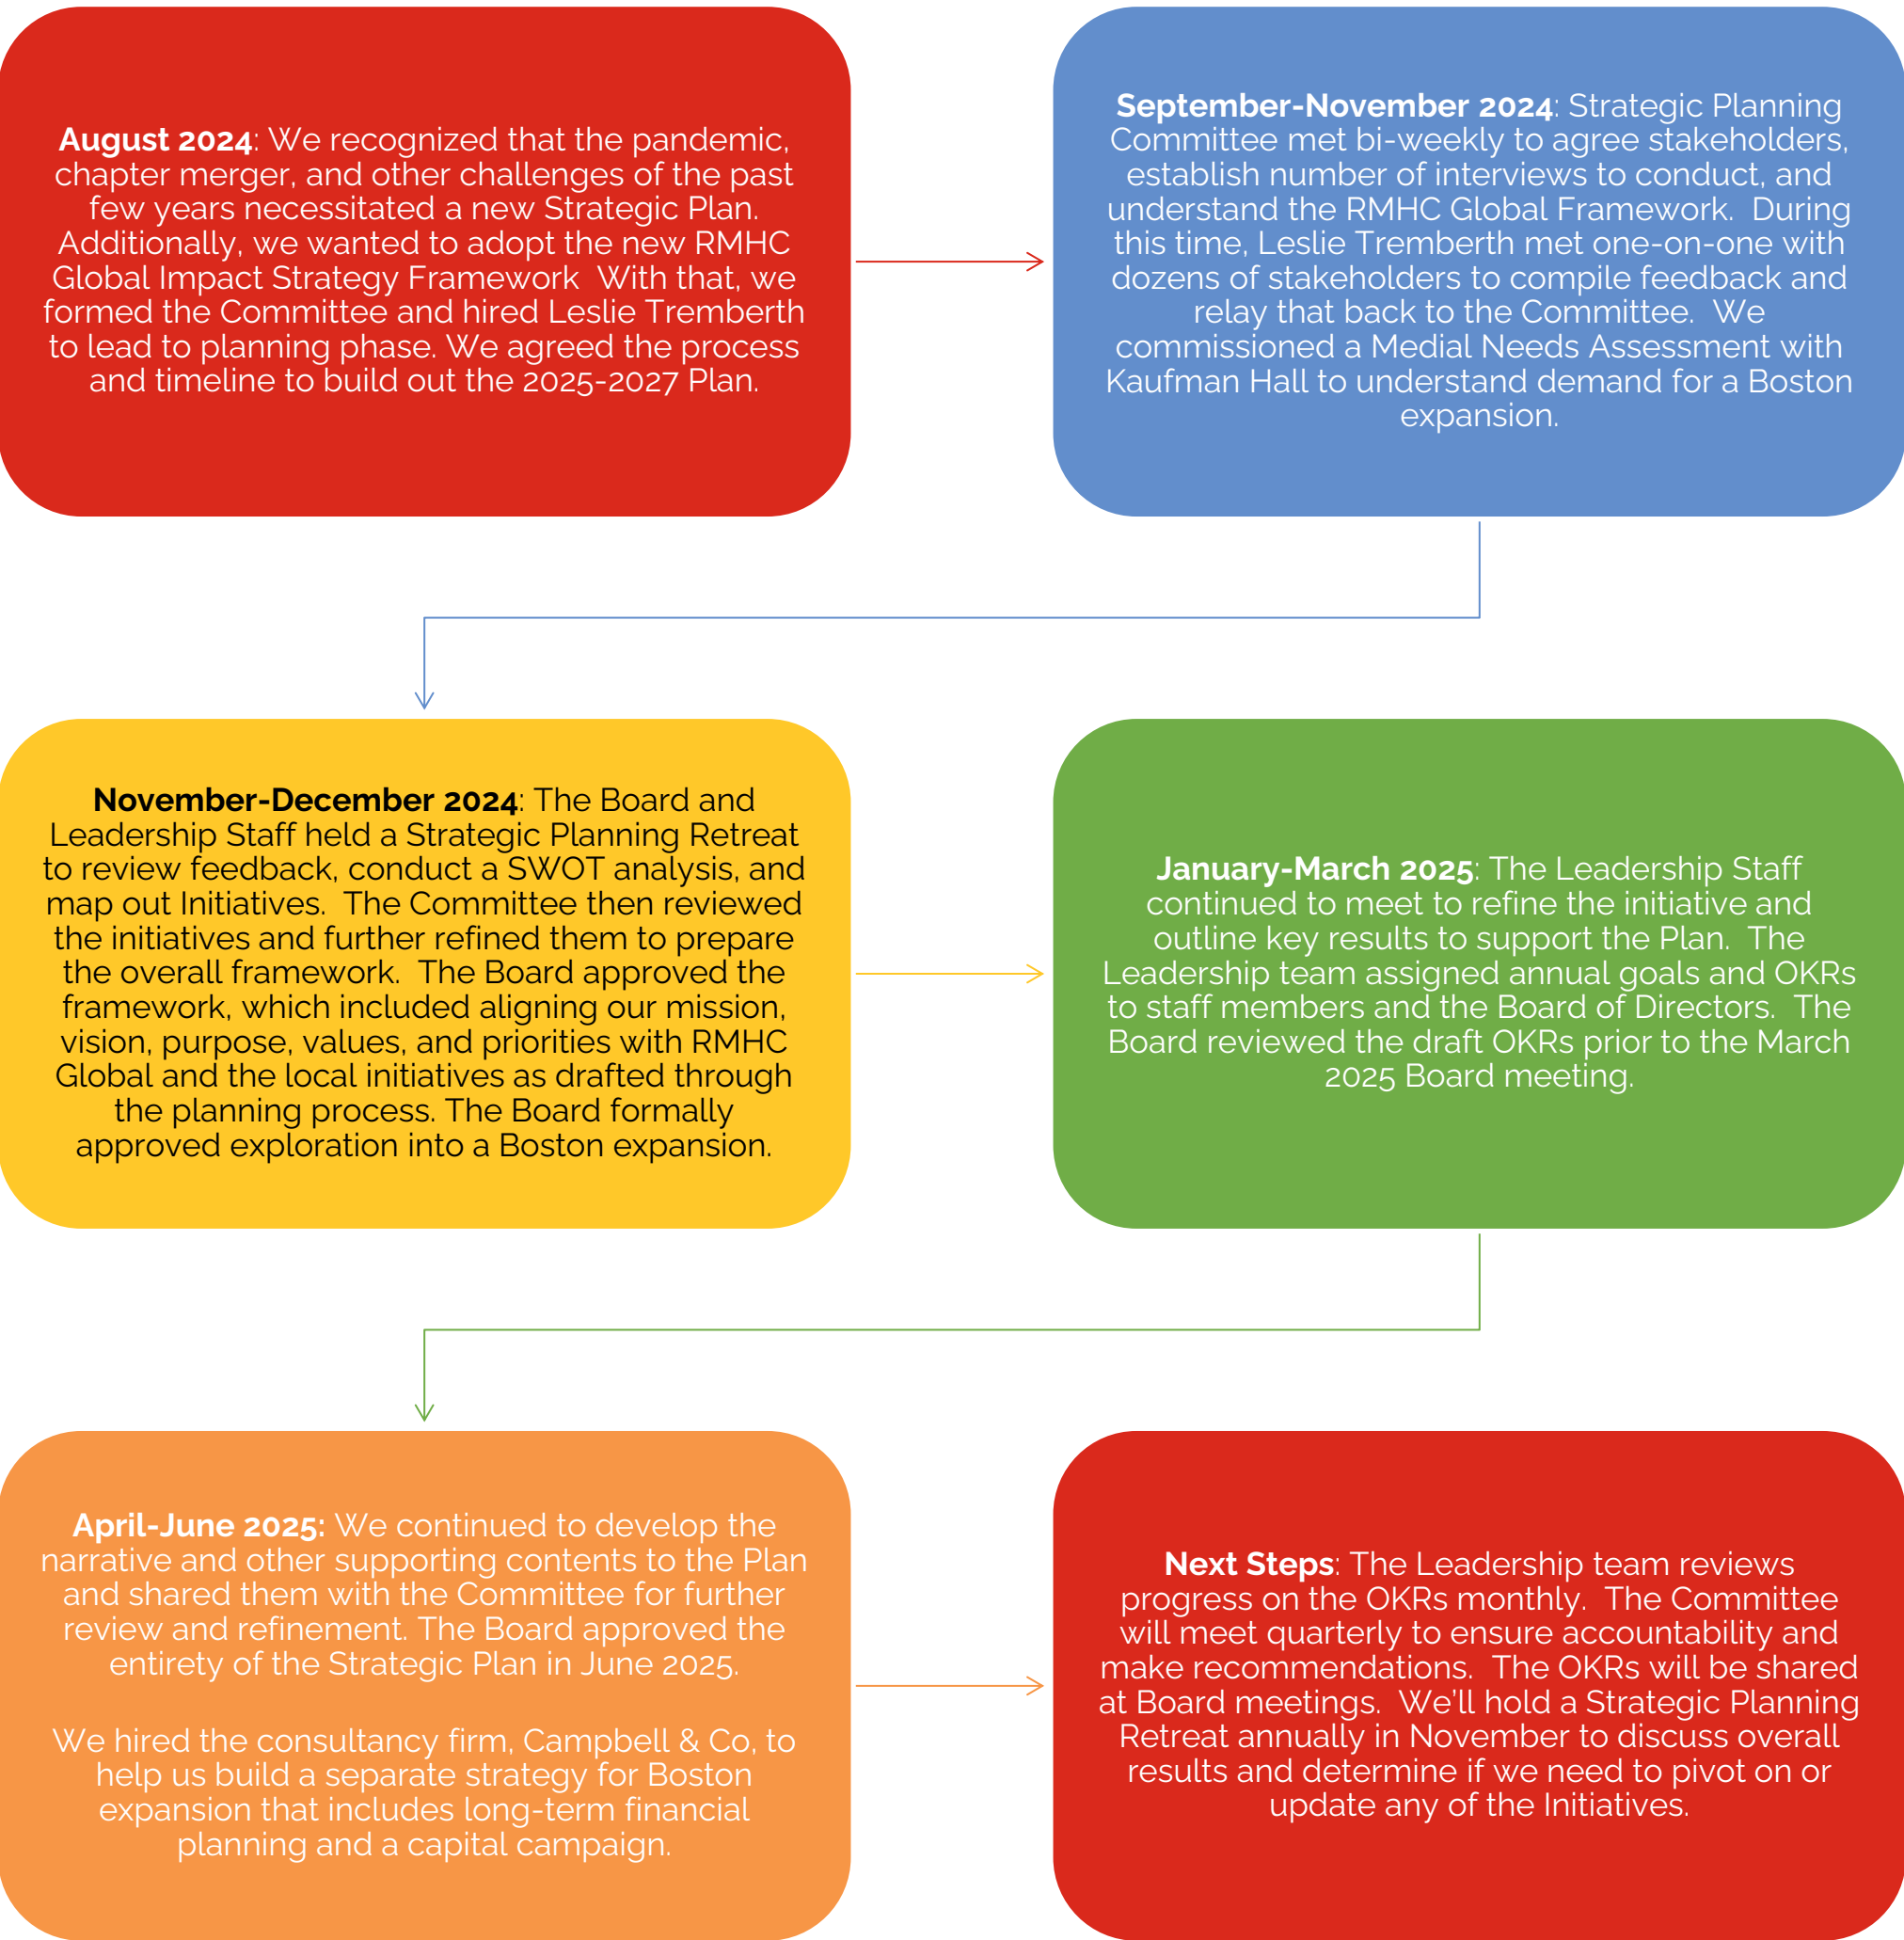 August 2024: We recognized that the pandemic,
chapter merger, and other challenges of the past
few years necessitated a new Strategic Plan.
Additionally, we wanted to adopt the new RMHC
Global Impact Strategy Framework  With that, we
formed the Committee and hired Leslie Tremberth
to lead to planning phase. We agreed the process
and timeline to build out the 2025-2027 Plan.
September-November 2024: Strategic Planning
Committee met bi-weekly to agree stakeholders,
establish number of interviews to conduct, and
understand the RMHC Global Framework.  During
this time, Leslie Tremberth met one-on-one with
dozens of stakeholders to compile feedback and
relay that back to the Committee.  We
commissioned a Medial Needs Assessment with
Kaufman Hall to understand demand for a Boston
expansion.
November-December 2024: The Board and
Leadership Staff held a Strategic Planning Retreat
to review feedback, conduct a SWOT analysis, and
map out Initiatives.  The Committee then reviewed
the initiatives and further refined them to prepare
the overall framework.  The Board approved the
framework, which included aligning our mission,
vision, purpose, values, and priorities with RMHC
Global and the local initiatives as drafted through
the planning process. The Board formally
approved exploration into a Boston expansion.
January-March 2025: The Leadership Staff
continued to meet to refine the initiative and
outline key results to support the Plan.  The
Leadership team assigned annual goals and OKRs
to staff members and the Board of Directors.  The
Board reviewed the draft OKRs prior to the March
2025 Board meeting.
April-June 2025: We continued to develop the
narrative and other supporting contents to the Plan
and shared them with the Committee for further
review and refinement. The Board approved the
entirety of the Strategic Plan in June 2025.
We hired the consultancy firm, Campbell & Co, to
help us build a separate strategy for Boston
expansion that includes long-term financial
planning and a capital campaign.
Next Steps: The Leadership team reviews
progress on the OKRs monthly.  The Committee
will meet quarterly to ensure accountability and
make recommendations.  The OKRs will be shared
at Board meetings.  We'll hold a Strategic Planning
Retreat annually in November to discuss overall
results and determine if we need to pivot on or
update any of the Initiatives.